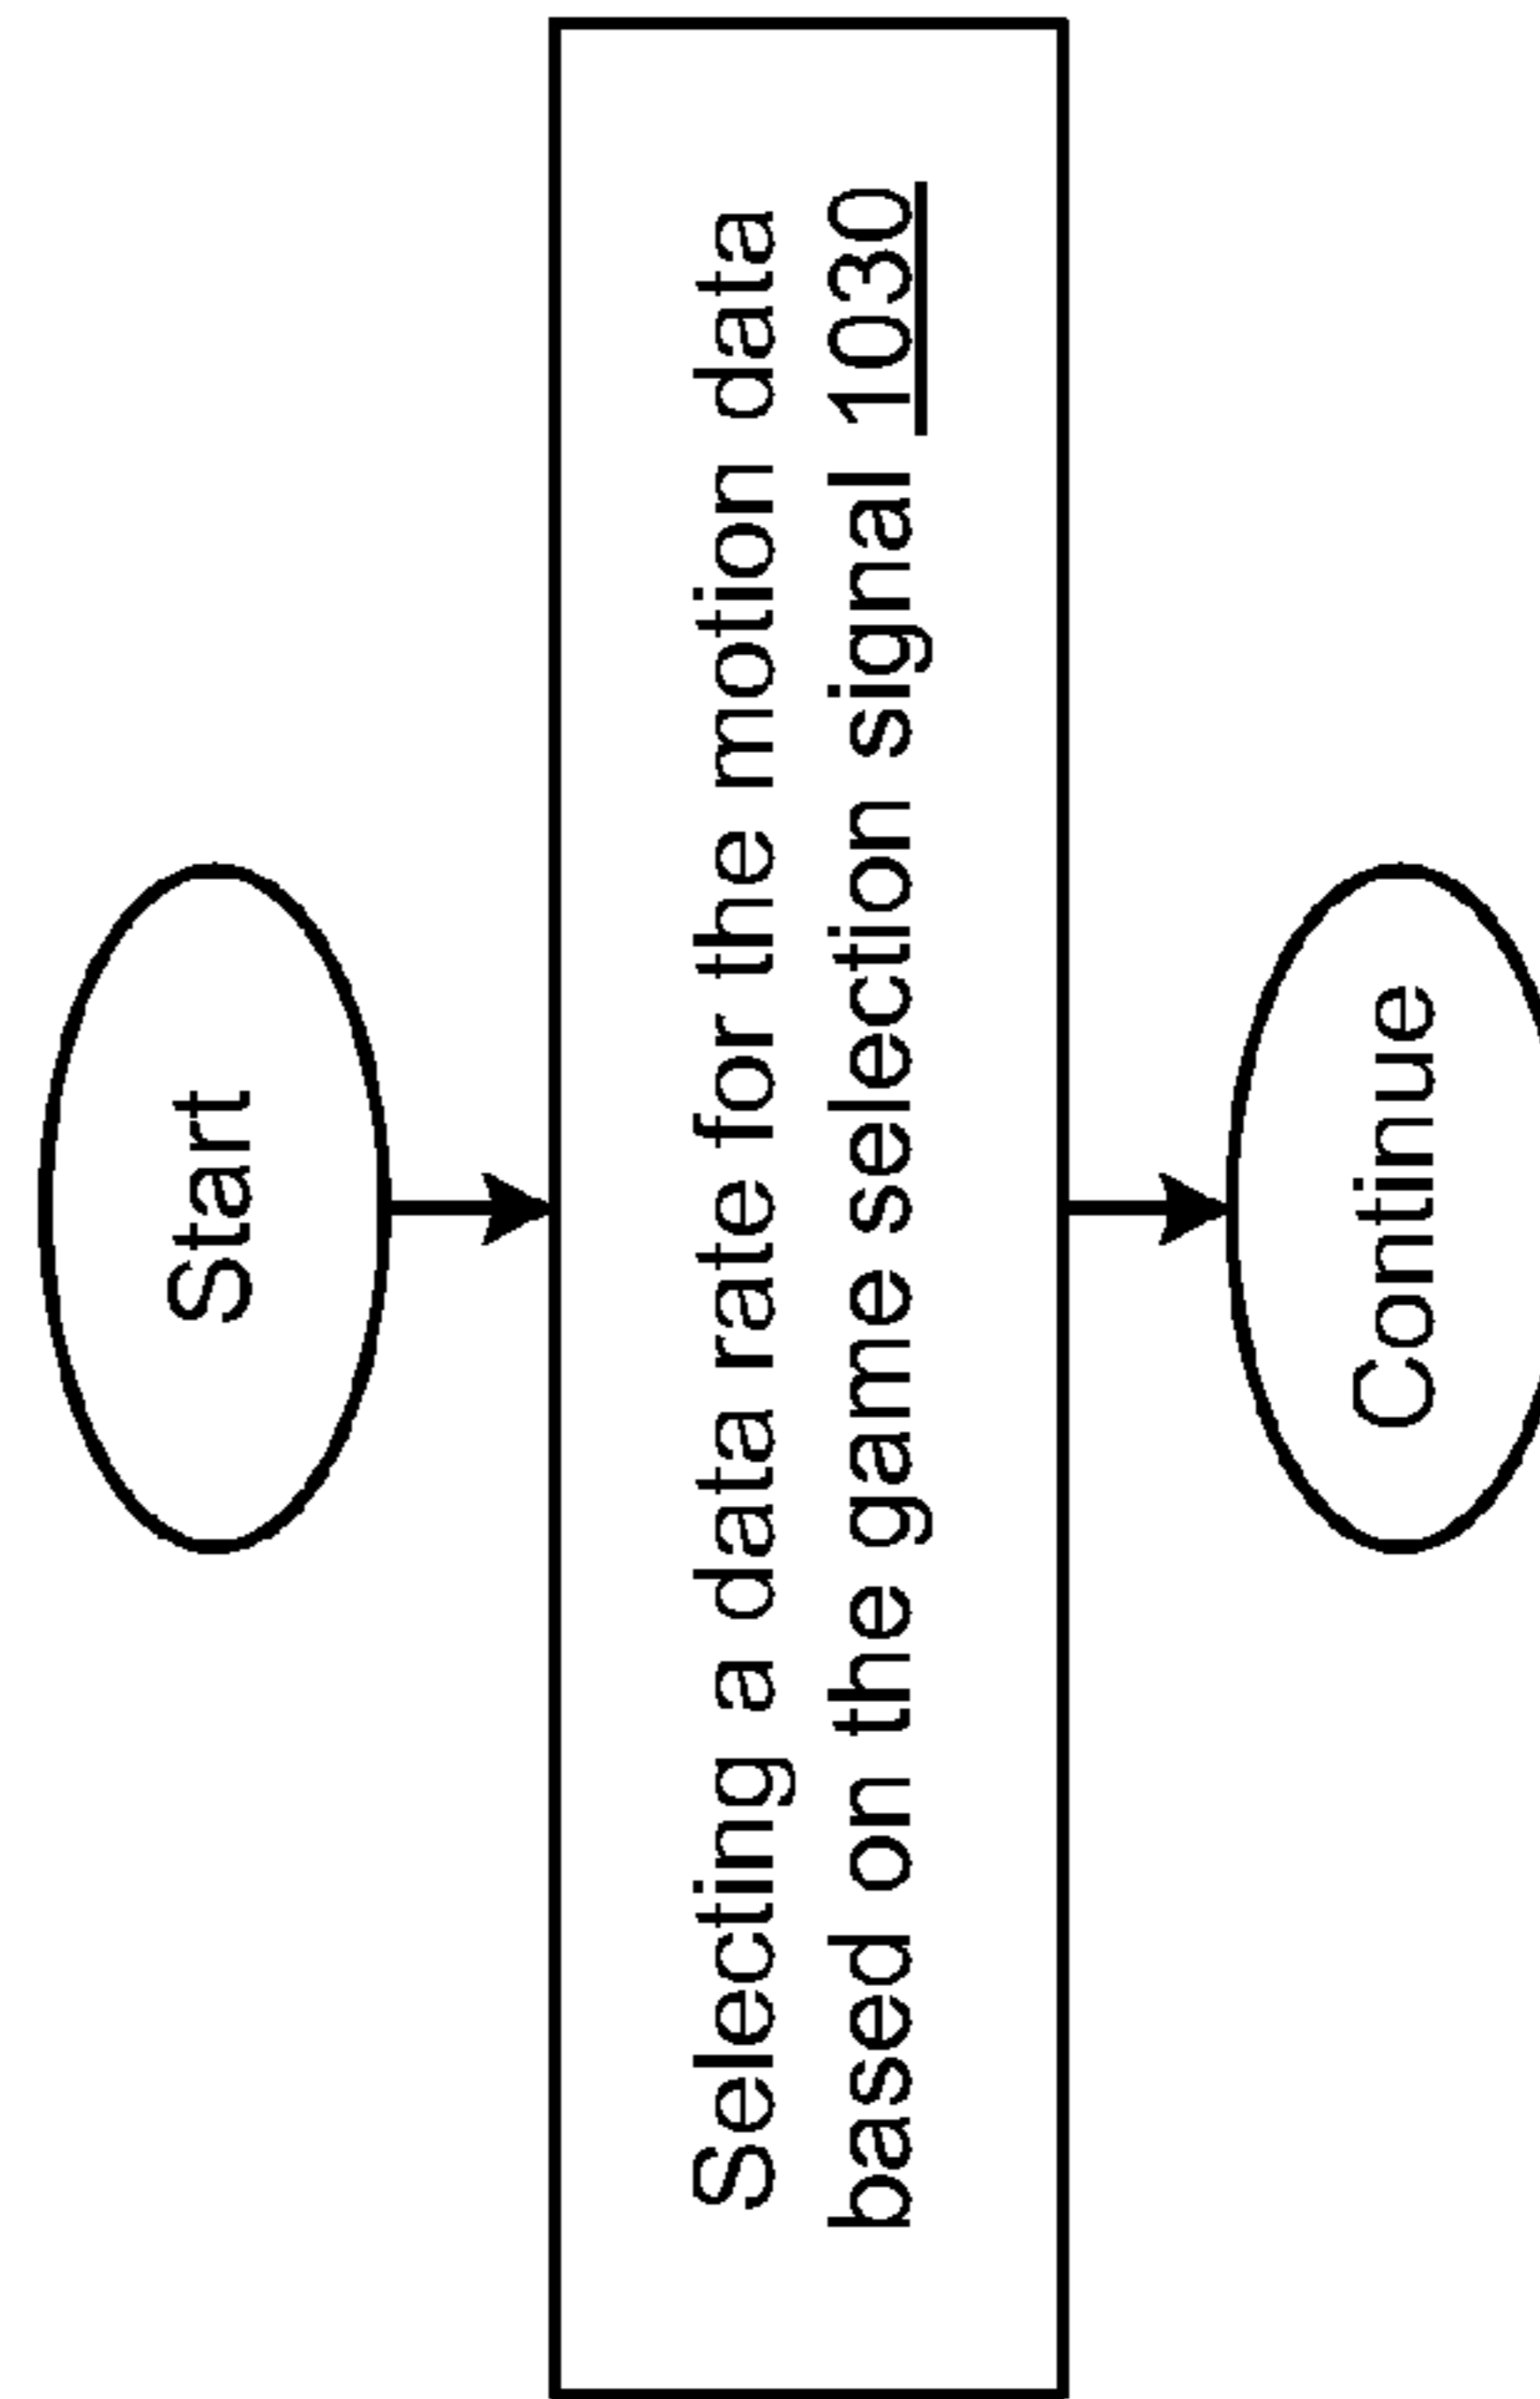 Start
Selecting a data rate for the motion data
based on the game selection signal 1030
Continue